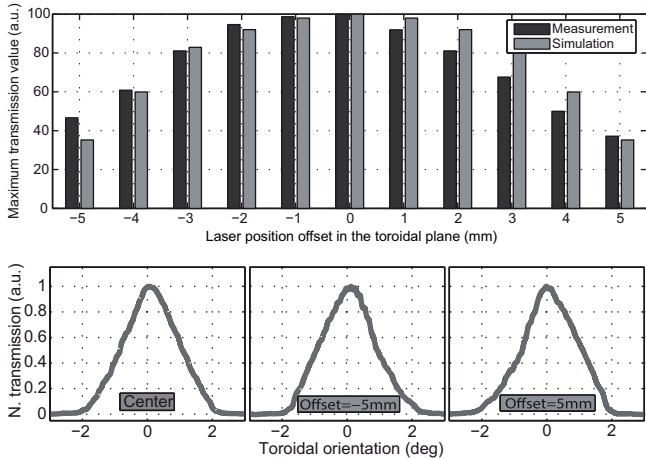 Maximum transmission value (a.u.)
100
80
60
40
20
0
Measurement
Simulation
−5 −4 −3 −2 −1 0 1 2 3 4 5
Laser position offset in the toroidal plane (mm)
N. transmission (a.u.)
1
0.8
0.6
0.4
0.2
0
Center
Offset=−5mm
Offset=5mm
−2 0 2 −2 0 2 −2 0 2
Toroidal orientation (deg)